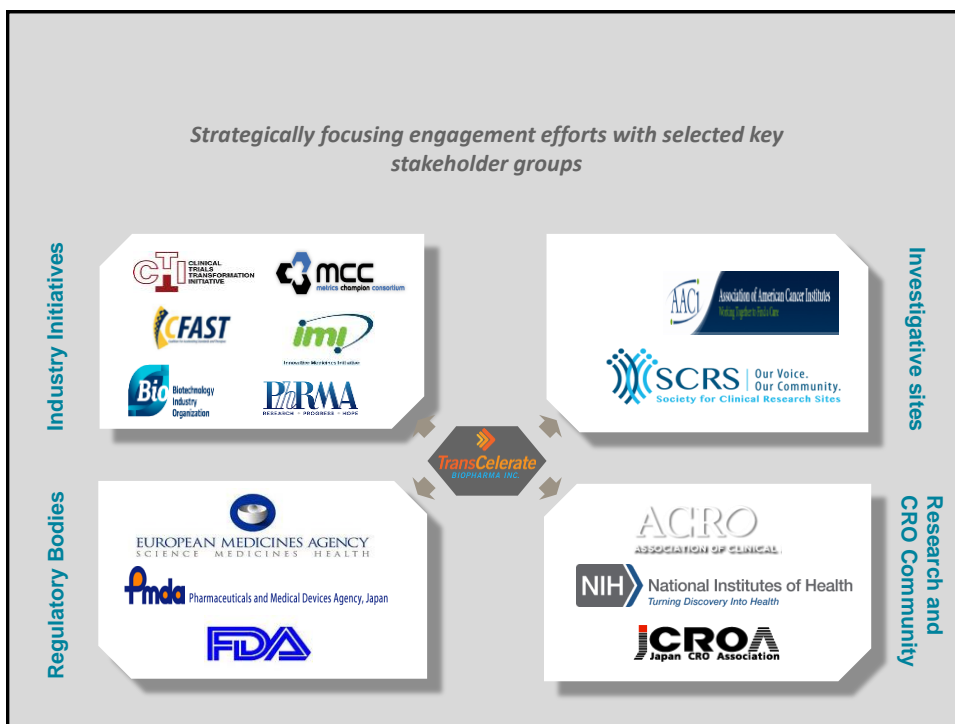 Strategically focusing engagement efforts with selected key
stakeholder groups
Industry Initiatives
CTTI
CLINICAL
TRIALS
TRANSFORMATION
INITIATIVE
MCC
metrics champion consortium
CFAST
imi
Innovative Medicines Initiative
Bio
Biotechnology
Industry
Organization
PhRMA
RESEARCH • PROGRESS • HOPE
Investigative sites
AACI
Association of American Cancer Institutes
Working Together to Find a Cure
SCRS
Our Voice.
Our Community.
Society for Clinical Research Sites
TransCelerate
BIOPHARMA INC.
Regulatory Bodies
EUROPEAN MEDICINES AGENCY
SCIENCE MEDICINES HEALTH
Pmda Pharmaceuticals and Medical Devices Agency, Japan
FDA
Research and
CRO Community
ACRO
ASSOCIATION OF CLINICAL
NIH National Institutes of Health
Turning Discovery Into Health
jCROA
Japan CRO Association